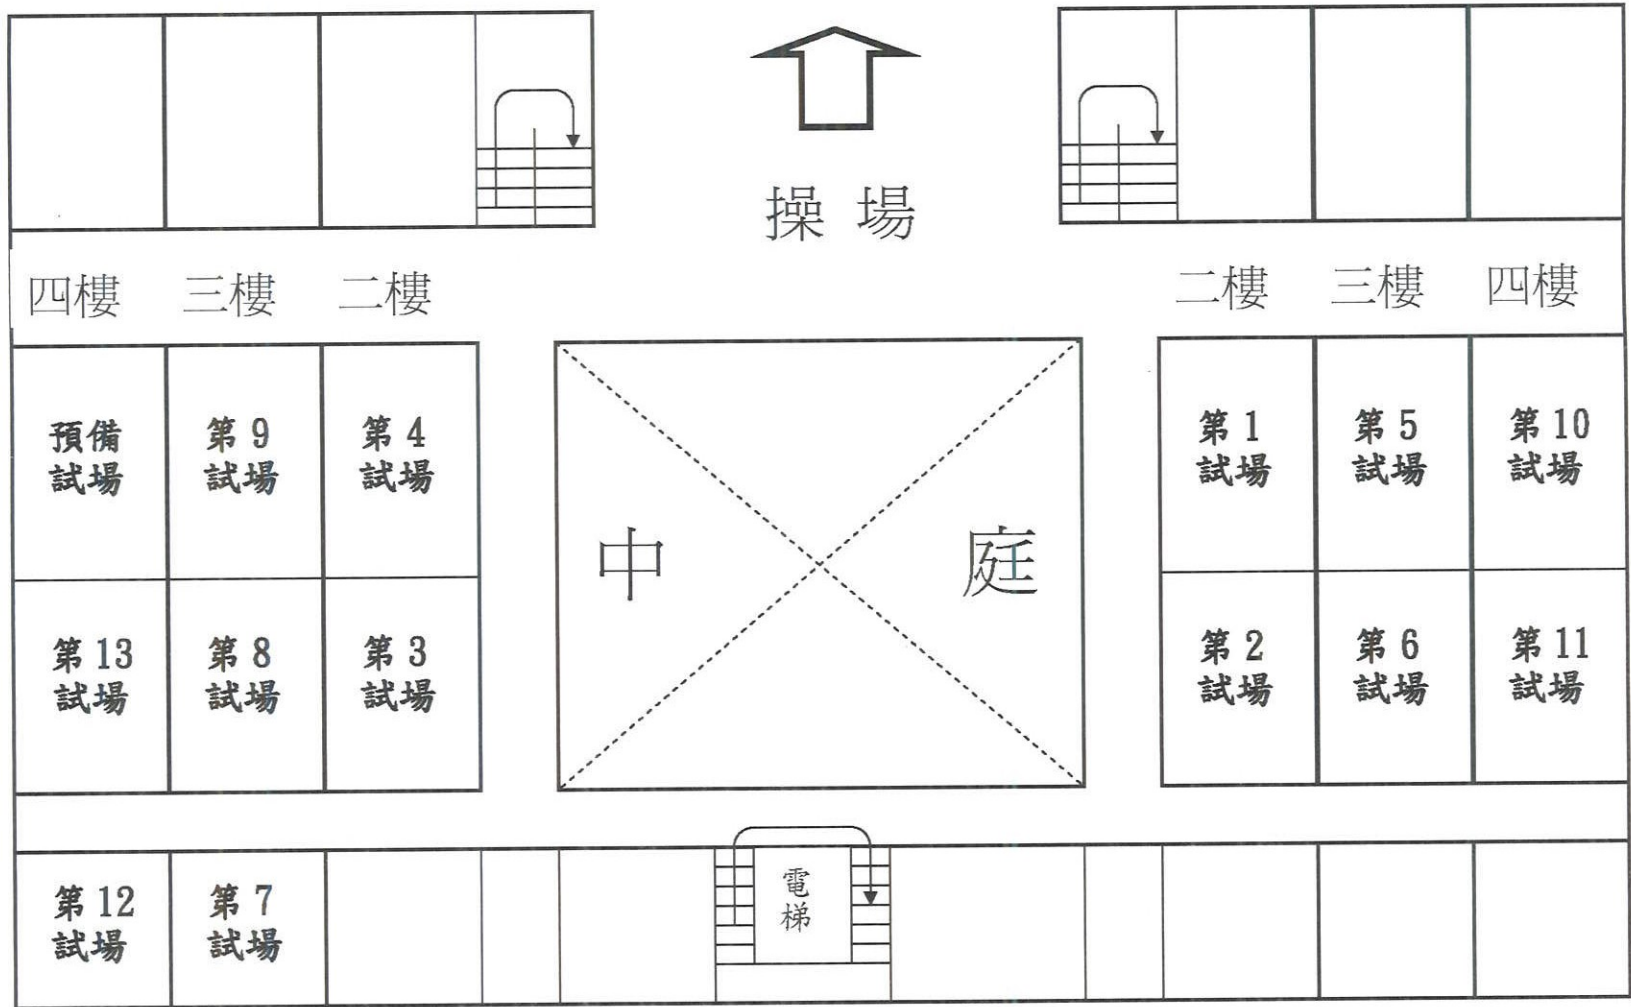 操場
四樓 三樓 二樓
二樓 三樓 四樓
預備 第9 第4
試場 試場 試場
第1 第5 第10
試場 試場 試場
中庭
第13 第8 第3
試場 試場 試場
第2 第6 第11
試場 試場 試場
第12 第7
試場 試場
電
梯